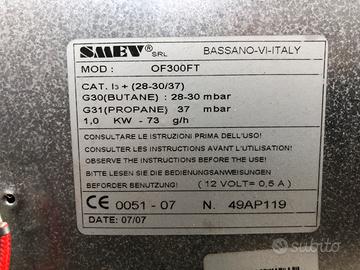 SMEV SRL BASSANO-VI-ITALY
MOD : OF300FT
CAT. I3 + (28-30/37)
G30(BUTANE) : 28-30 mbar
G31(PROPANE) 37 mbar
1,0 KW - 73 g/h
CONSULTARE LE ISTRUZIONI PRIMA DELL'USO!
CONSULTER LES INSTRUCTIONS AVANT L'UTILISATION!
OBSERVE THE INSTRUCTIONS BEFORE THE USE!
BITTE LESEN SIE DIE BEDIENUNGSANWEISUNGEN
BEFORDER BENUTZUNG! ( 12 VOLT= 0,5 A )
CE 0051 - 07 N. 49AP119
DATE: 07/07
subito